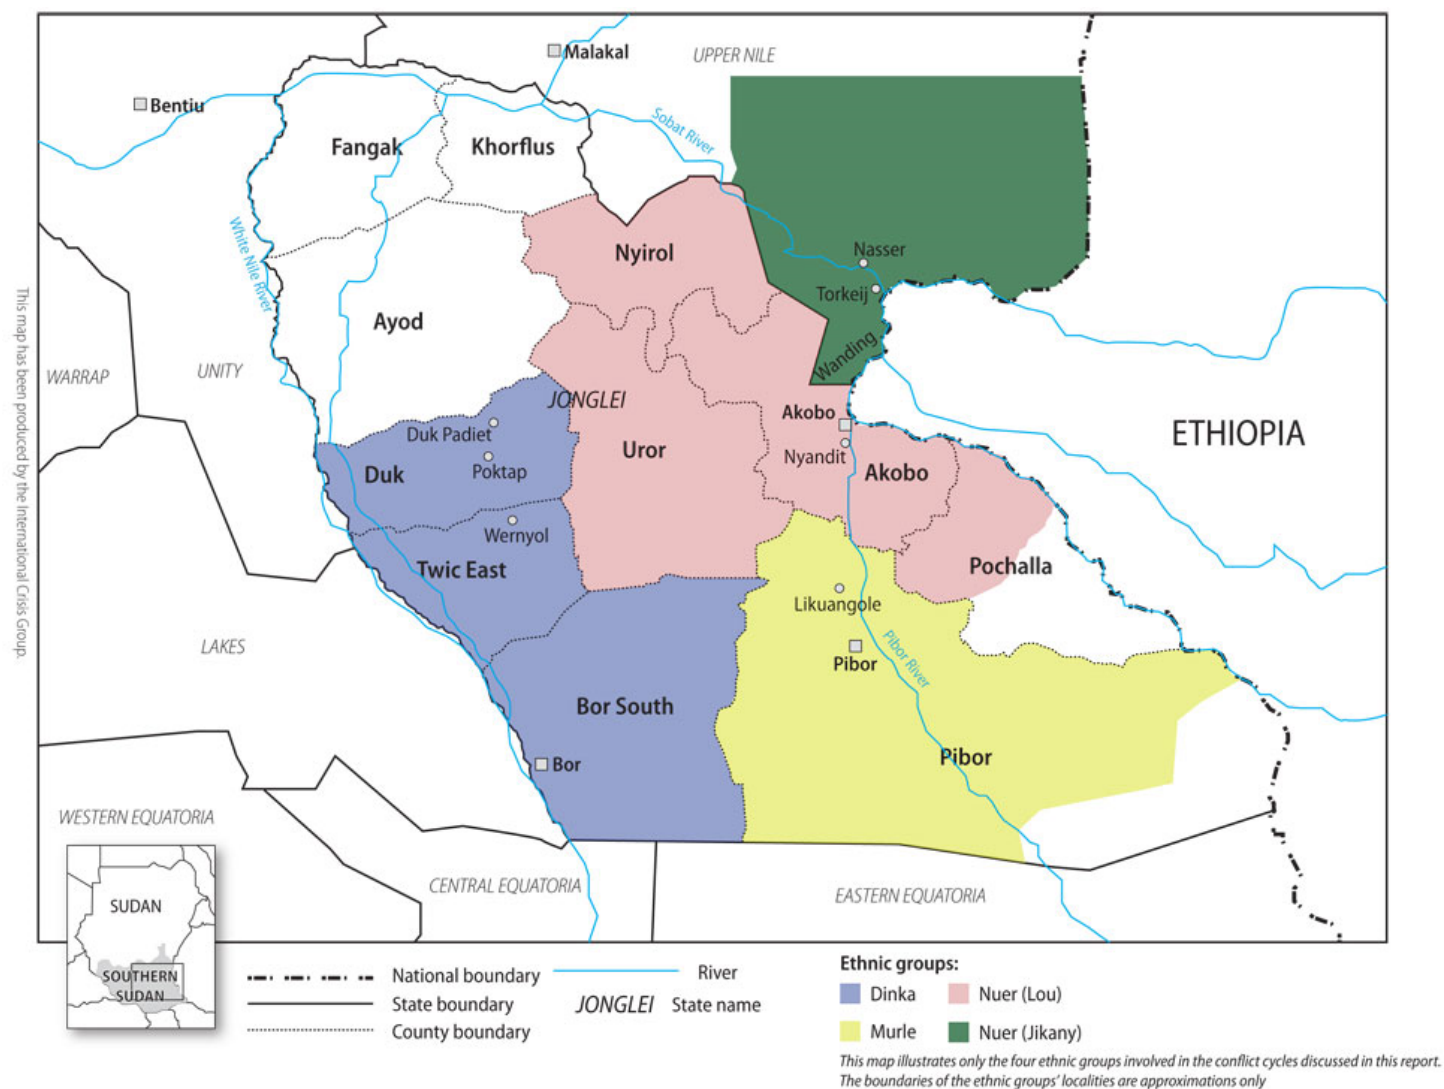 Malakal
UPPER NILE
Bentiu
Sobat River
Fangak
Khorflus
White Nile River
Nyirol
Nasser
Torkeij
Ayod
Wanding
WARRAP
UNITY
JONGLEI
Akobo
Duk Padiet
Nyandit
ETHIOPIA
Uror
Duk
Poktap
Akobo
Wernyol
Twic East
Pochalla
Likuangole
LAKES
Pibor
Pibor River
Bor South
Pibor
Bor
WESTERN EQUATORIA
CENTRAL EQUATORIA
EASTERN EQUATORIA
This map has been produced by the International Crisis Group.
SUDAN
SOUTHERN
SUDAN
National boundary
State boundary
County boundary
River
JONGLEI State name
Ethnic groups:
Dinka Nuer (Lou)
Murle Nuer (Jikany)
This map illustrates only the four ethnic groups involved in the conflict cycles discussed in this report.
The boundaries of the ethnic groups' localities are approximations only